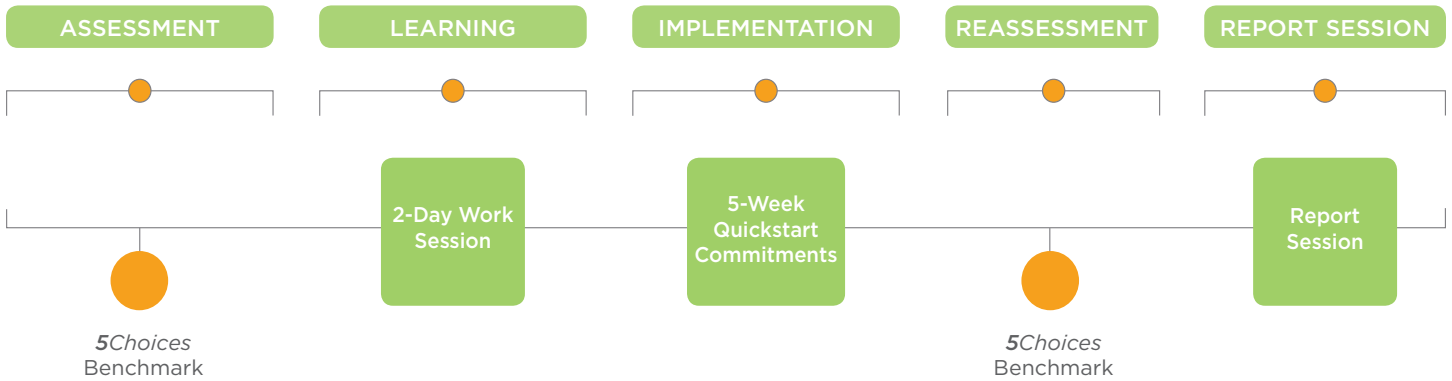 ASSESSMENT
LEARNING
IMPLEMENTATION
REASSESSMENT
REPORT SESSION
2-Day Work
Session
5-Week
Quickstart
Commitments
Report
Session
5Choices
Benchmark
5Choices
Benchmark